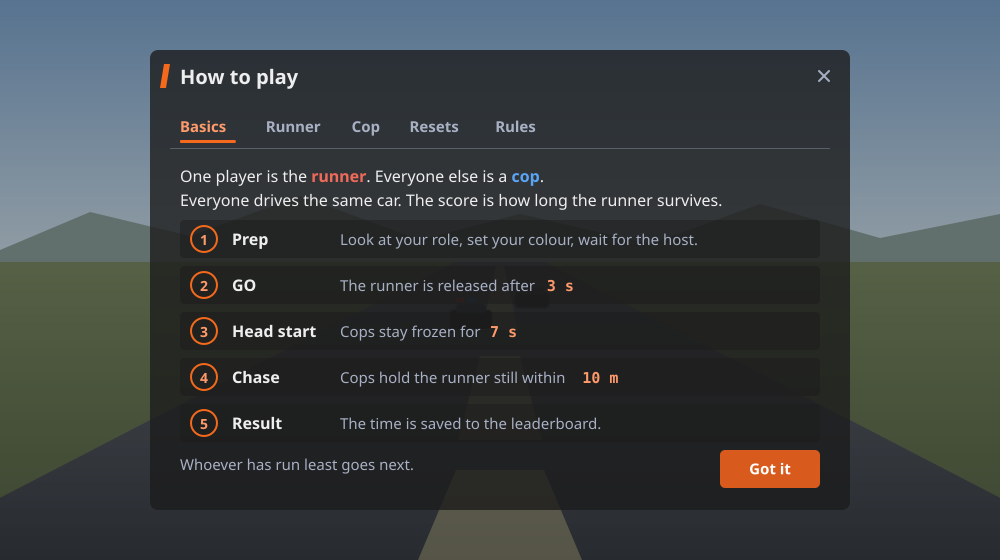 How to play
Basics Runner Cop Resets Rules
One player is the runner. Everyone else is a cop.
Everyone drives the same car. The score is how long the runner survives.
1 Prep Look at your role, set your colour, wait for the host.
2 GO The runner is released after 3 s
3 Head start Cops stay frozen for 7 s
4 Chase Cops hold the runner still within 10 m
5 Result The time is saved to the leaderboard.
Whoever has run least goes next.
Got it